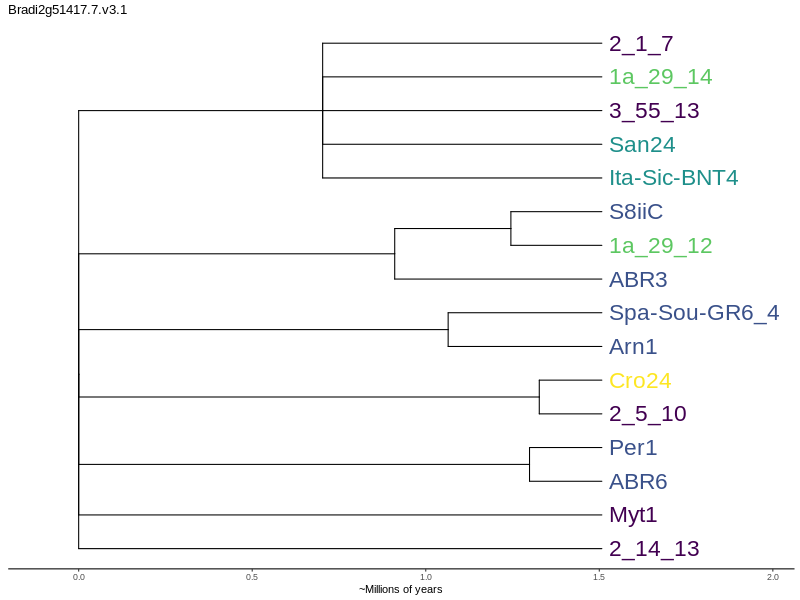 Bradi2g51417.7.v3.1
2_1_7
1a_29_14
3_55_13
San24
Ita-Sic-BNT4
S8iiC
1a_29_12
ABR3
Spa-Sou-GR6_4
Arn1
Cro24
2_5_10
Per1
ABR6
Myt1
2_14_13
0.0 0.5 1.0 1.5 2.0
~Millions of years